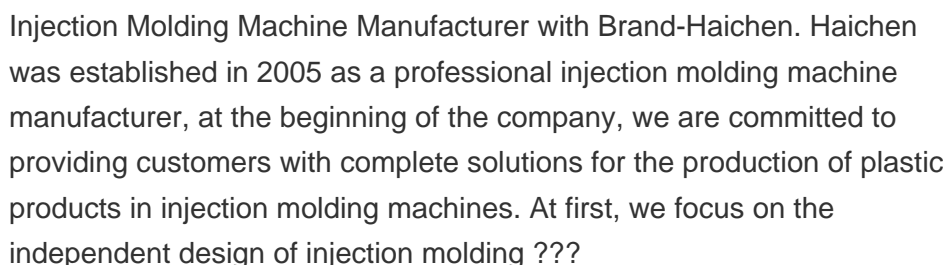 Injection Molding Machine Manufacturer with Brand-Haichen. Haichen
was established in 2005 as a professional injection molding machine
manufacturer, at the beginning of the company, we are committed to
providing customers with complete solutions for the production of plastic
products in injection molding machines. At first, we focus on the
independent design of injection molding ???